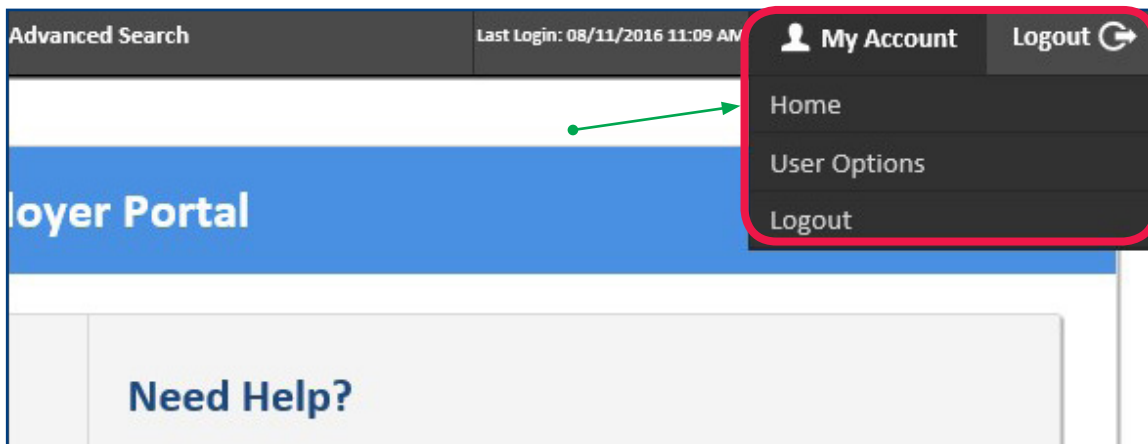 Advanced Search
Last Login: 08/11/2016 11:09 AM
My Account
Logout
Home
User Options
Logout
loyer Portal
Need Help?